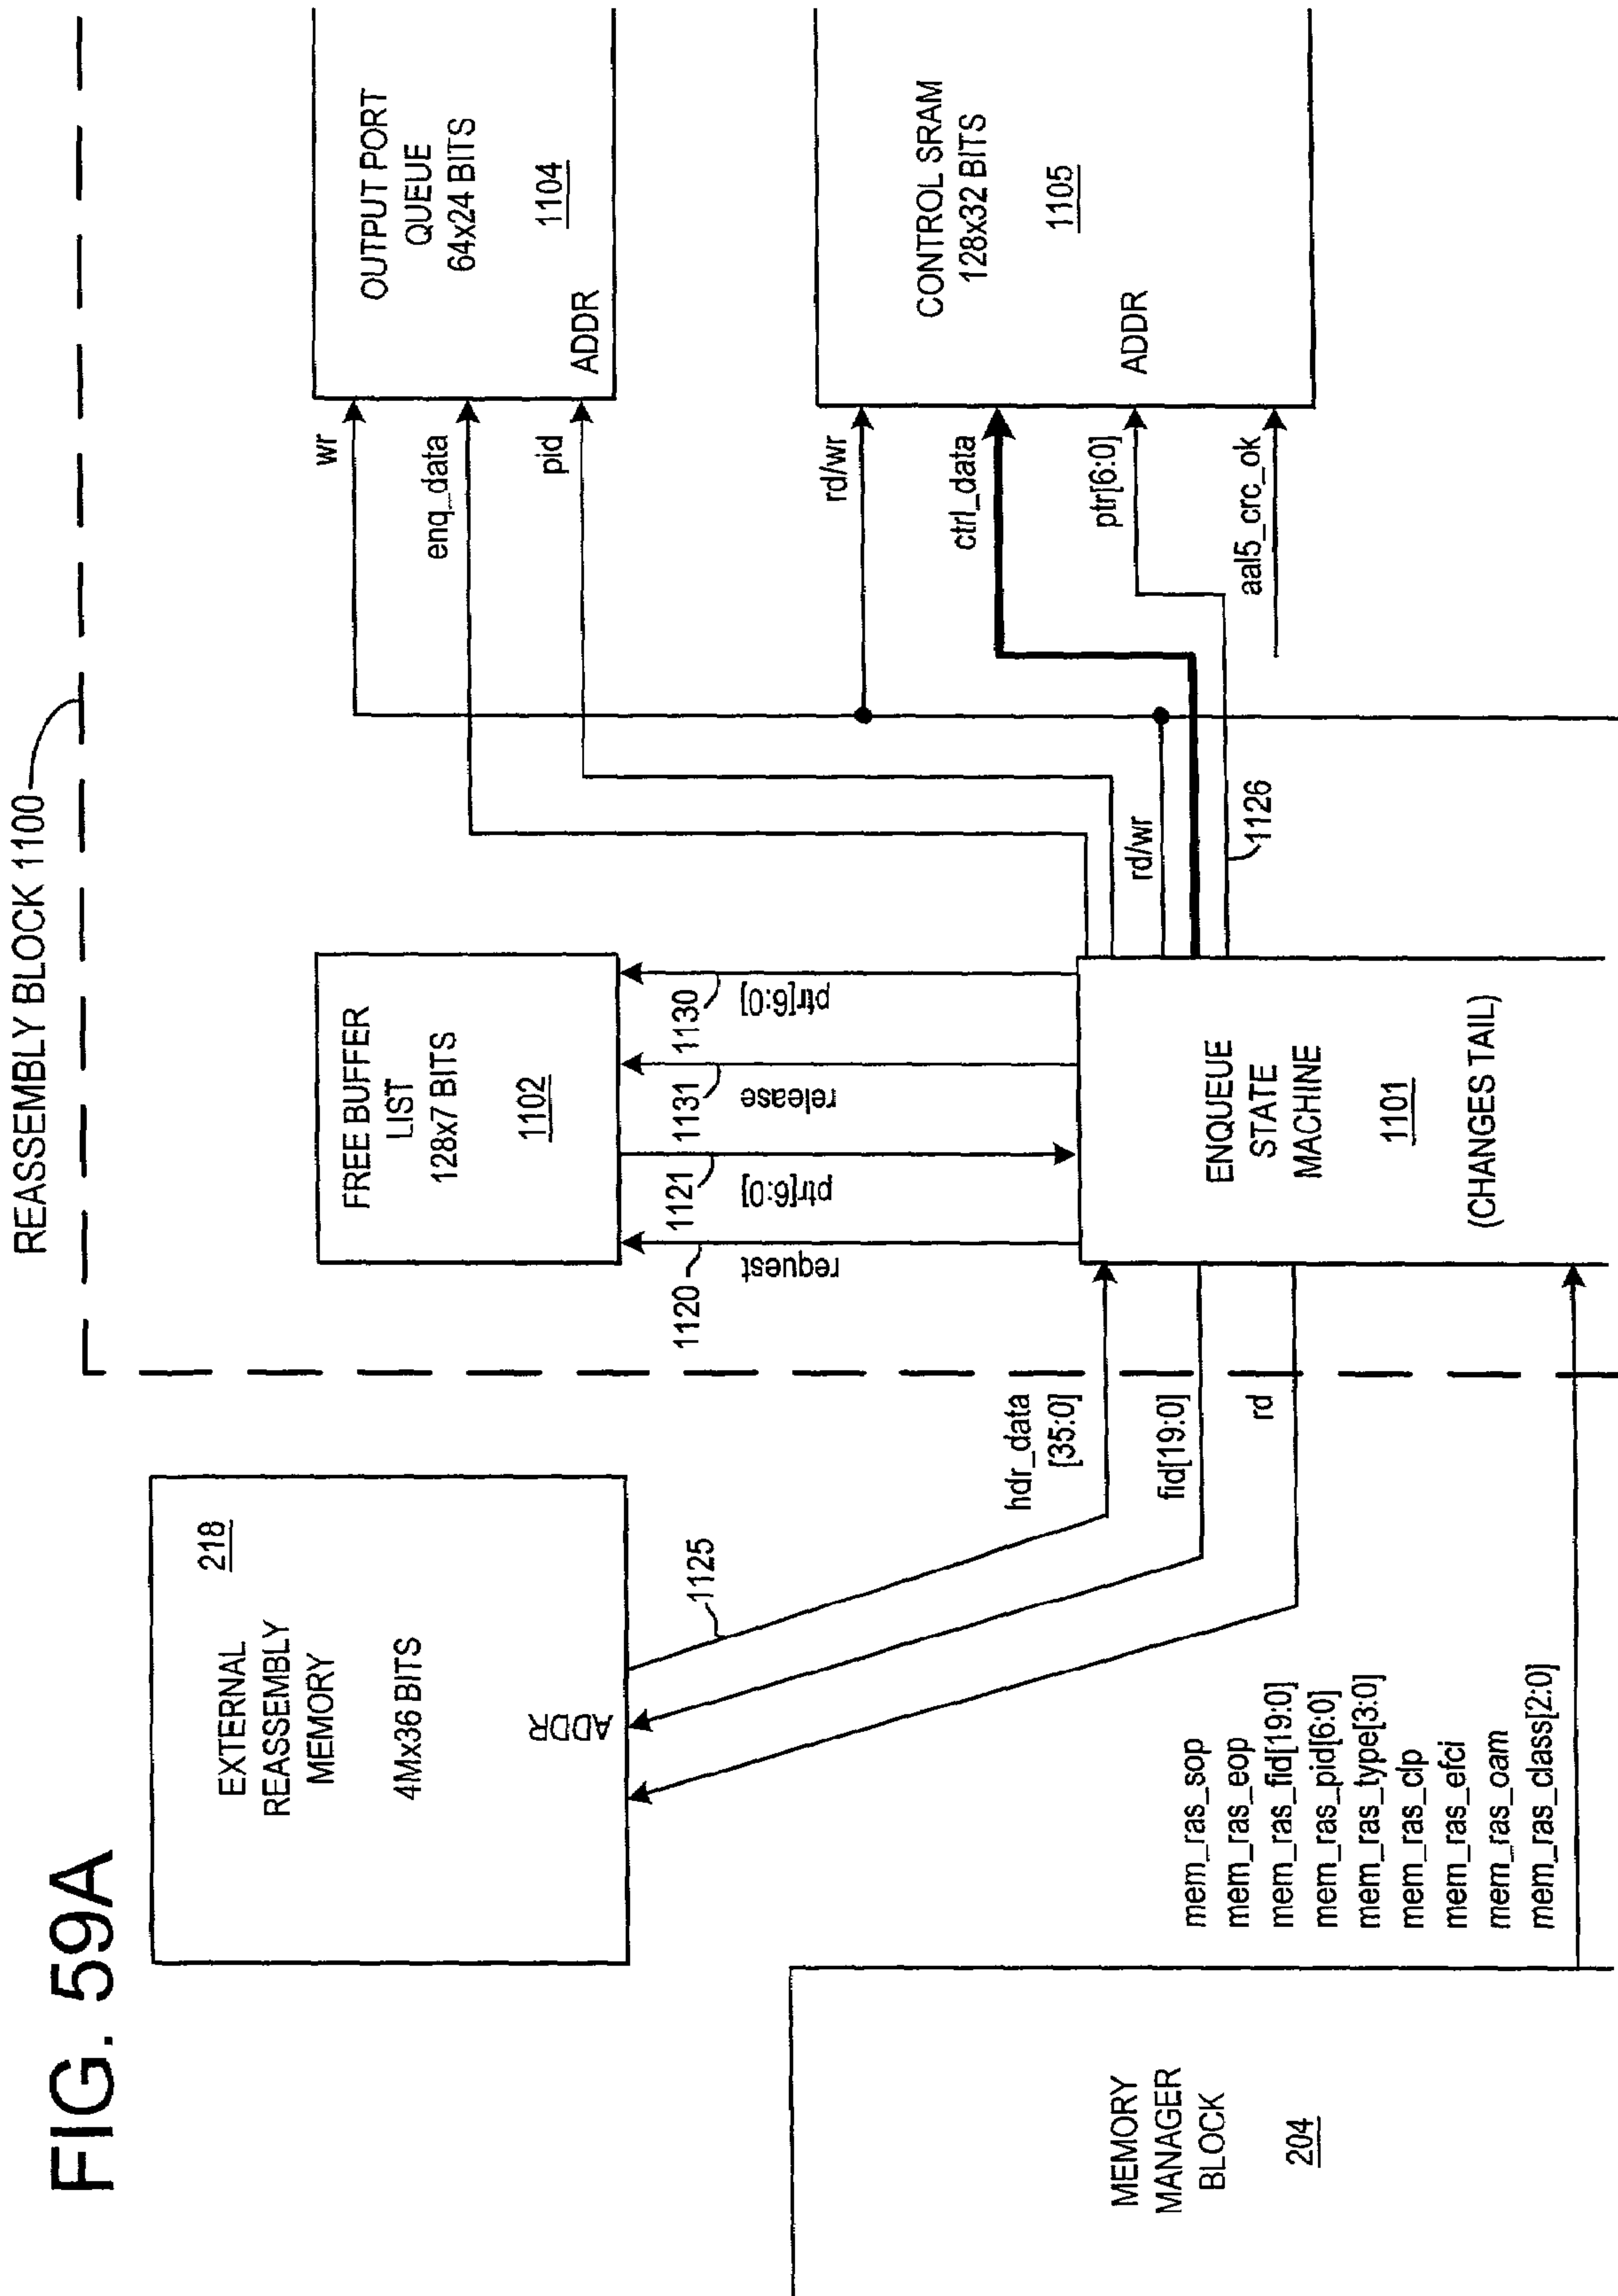 FIG. 59A
REASSEMBLY BLOCK 1100
EXTERNAL
REASSEMBLY
MEMORY
4Mx36 BITS
218
ADDR
1125
hdr_data
[35:0]
fid[19:0]
rd
MEMORY
MANAGER
BLOCK
204
mem_ras_sop
mem_ras_eop
mem_ras_fid[19:0]
mem_ras_pid[6:0]
mem_ras_type[3:0]
mem_ras_clp
mem_ras_efci
mem_ras_oam
mem_ras_class[2:0]
FREE BUFFER
LIST
128x7 BITS
1102
1120
request
1121
ptr[6:0]
1131
release
1130
ptr[6:0]
ENQUEUE
STATE
MACHINE
1101
(CHANGES TAIL)
rd/wr
1126
wr
enq_data
pid
OUTPUT PORT
QUEUE
64x24 BITS
1104
ADDR
rd/wr
ctrl_data
ptr[6:0]
aal5_crc_ok
CONTROL SRAM
128x32 BITS
1105
ADDR